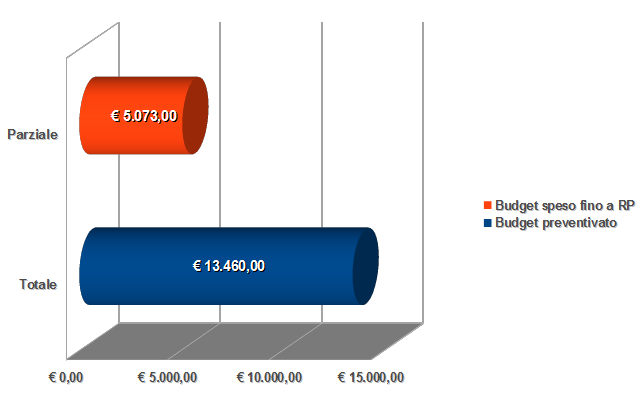 Parziale
€ 5.073,00
Totale
€ 13.460,00
€ 0,00
€ 5.000,00
€ 10.000,00
€ 15.000,00
Budget speso fino a RP
Budget preventivato